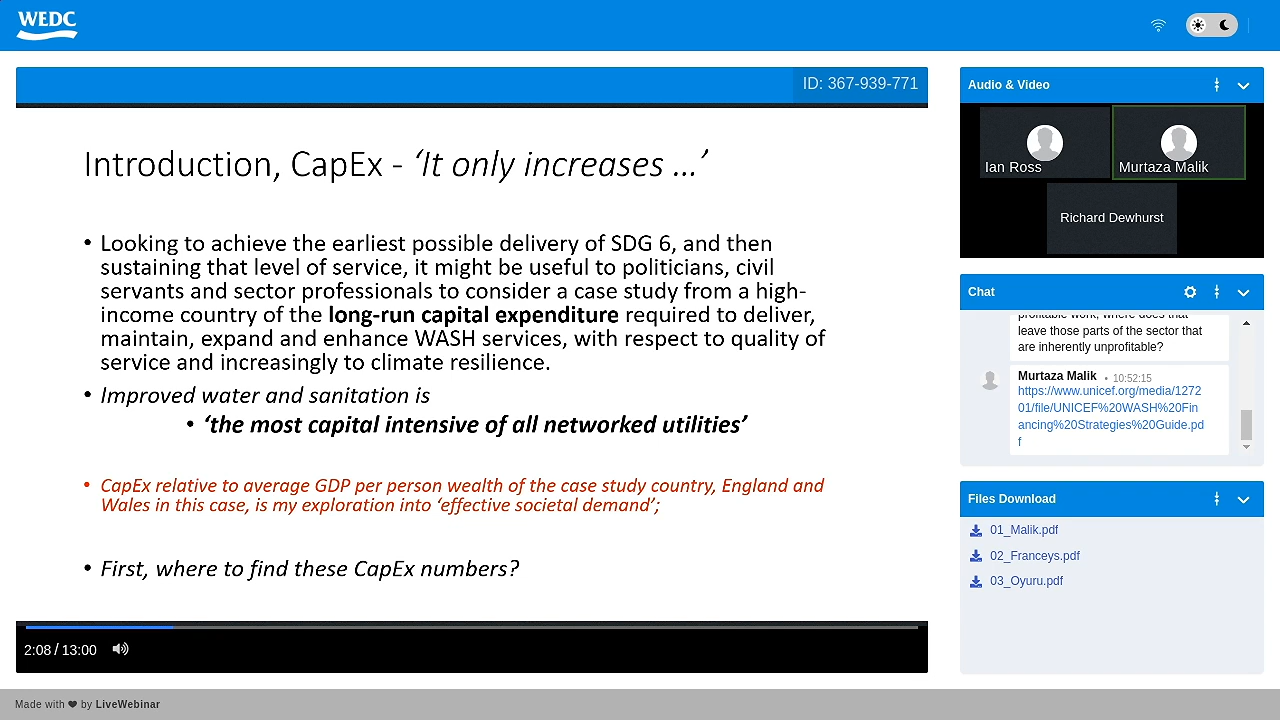 WEDC
ID: 367-939-771
Introduction, CapEx - ‘It only increases ...’
• Looking to achieve the earliest possible delivery of SDG 6, and then
sustaining that level of service, it might be useful to politicians, civil
servants and sector professionals to consider a case study from a high-
income country of the long-run capital expenditure required to deliver,
maintain, expand and enhance WASH services, with respect to quality of
service and increasingly to climate resilience.
• Improved water and sanitation is
• ‘the most capital intensive of all networked utilities’
• CapEx relative to average GDP per person wealth of the case study country, England and
Wales in this case, is my exploration into ‘effective societal demand’;
• First, where to find these CapEx numbers?
2:08 / 13:00
Audio & Video
Ian Ross
Murtaza Malik
Richard Dewhurst
Chat
profitable work, where does that
leave those parts of the sector that
are inherently unprofitable?
Murtaza Malik • 10:52:15
https://www.unicef.org/media/1272
01/file/UNICEF%20WASH%20Fin
ancing%20Strategies%20Guide.pd
f
Files Download
01_Malik.pdf
02_Franceys.pdf
03_Oyuru.pdf
Made with ❤ by LiveWebinar